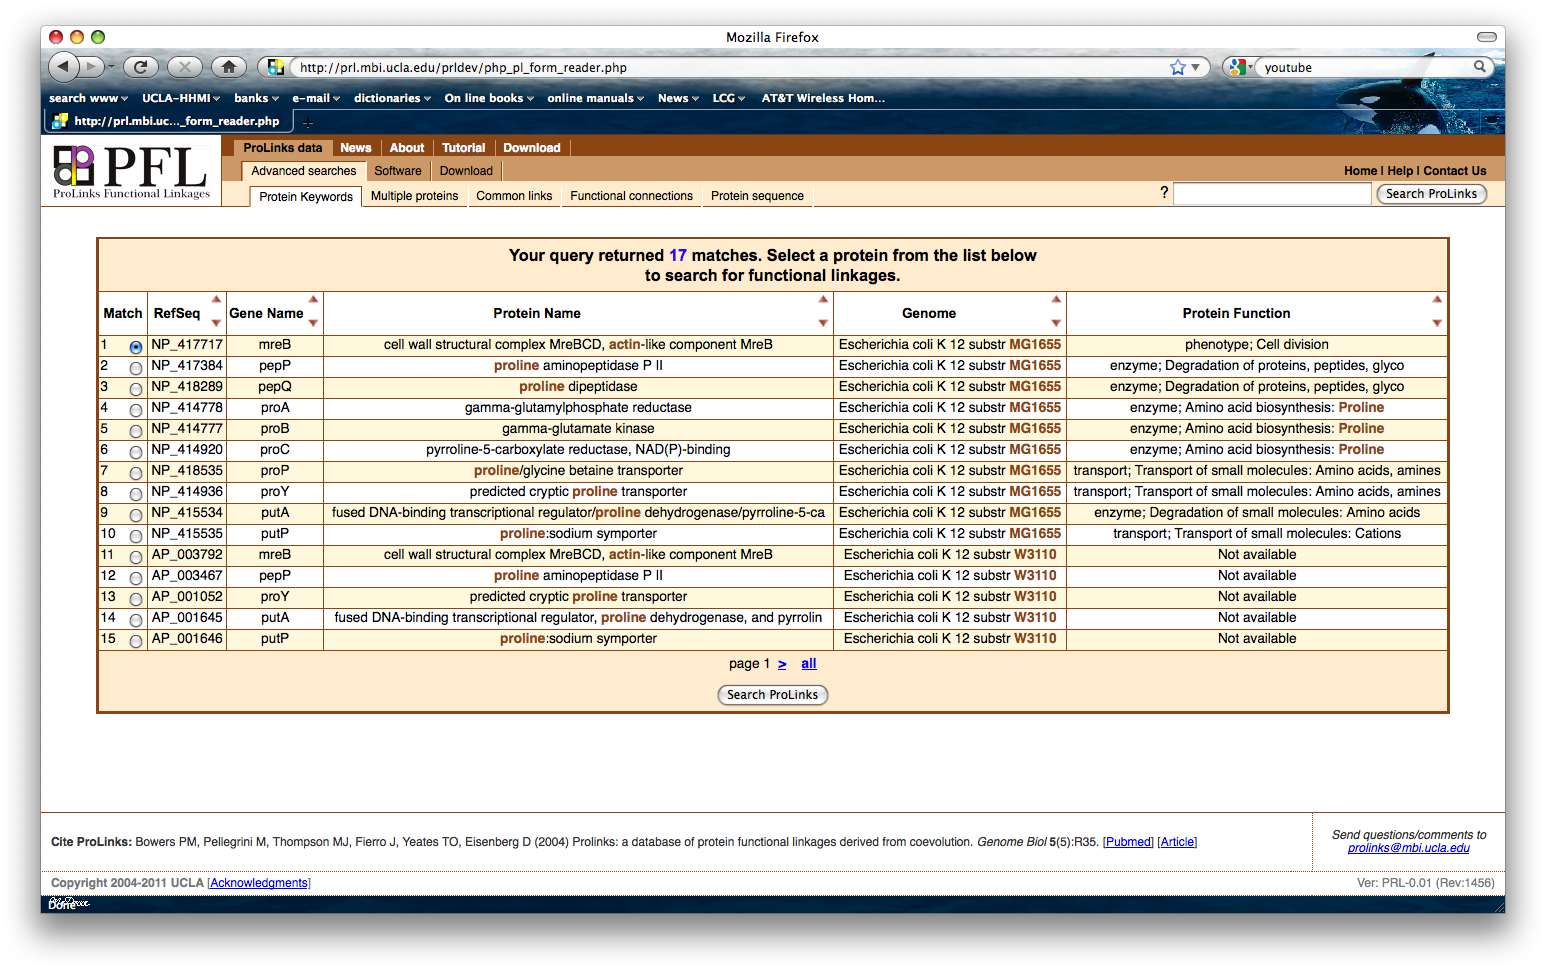 Mozilla Firefox
http://prl.mbi.ucla.edu/prldev/php_pl_form_reader.php youtube
search www UCLA-HHMI banks e-mail dictionaries On line books online manuals News LCG AT&T Wireless Hom...
http://prl.mbi.uc..._form_reader.php +
PFL
ProLinks Functional Linkages
ProLinks data News About Tutorial Download
Advanced searches Software Download Home | Help | Contact Us
Protein Keywords Multiple proteins Common links Functional connections Protein sequence ? Search ProLinks
Your query returned 17 matches. Select a protein from the list below
to search for functional linkages.
Match RefSeq Gene Name Protein Name Genome Protein Function
1 NP_417717 mreB cell wall structural complex MreBCD, actin-like component MreB Escherichia coli K 12 substr MG1655 phenotype; Cell division
2 NP_417384 pepP proline aminopeptidase P II Escherichia coli K 12 substr MG1655 enzyme; Degradation of proteins, peptides, glyco
3 NP_418289 pepQ proline dipeptidase Escherichia coli K 12 substr MG1655 enzyme; Degradation of proteins, peptides, glyco
4 NP_414778 proA gamma-glutamylphosphate reductase Escherichia coli K 12 substr MG1655 enzyme; Amino acid biosynthesis: Proline
5 NP_414777 proB gamma-glutamate kinase Escherichia coli K 12 substr MG1655 enzyme; Amino acid biosynthesis: Proline
6 NP_414920 proC pyrroline-5-carboxylate reductase, NAD(P)-binding Escherichia coli K 12 substr MG1655 enzyme; Amino acid biosynthesis: Proline
7 NP_418535 proP proline/glycine betaine transporter Escherichia coli K 12 substr MG1655 transport; Transport of small molecules: Amino acids, amines
8 NP_414936 proY predicted cryptic proline transporter Escherichia coli K 12 substr MG1655 transport; Transport of small molecules: Amino acids, amines
9 NP_415534 putA fused DNA-binding transcriptional regulator/proline dehydrogenase/pyrroline-5-ca Escherichia coli K 12 substr MG1655 enzyme; Degradation of small molecules: Amino acids
10 NP_415535 putP proline:sodium symporter Escherichia coli K 12 substr MG1655 transport; Transport of small molecules: Cations
11 AP_003792 mreB cell wall structural complex MreBCD, actin-like component MreB Escherichia coli K 12 substr W3110 Not available
12 AP_003467 pepP proline aminopeptidase P II Escherichia coli K 12 substr W3110 Not available
13 AP_001052 proY predicted cryptic proline transporter Escherichia coli K 12 substr W3110 Not available
14 AP_001645 putA fused DNA-binding transcriptional regulator, proline dehydrogenase, and pyrrolin Escherichia coli K 12 substr W3110 Not available
15 AP_001646 putP proline:sodium symporter Escherichia coli K 12 substr W3110 Not available
page 1 > all
Search ProLinks
Cite ProLinks: Bowers PM, Pellegrini M, Thompson MJ, Fierro J, Yeates TO, Eisenberg D (2004) Prolinks: a database of protein functional linkages derived from coevolution. Genome Biol 5(5):R35. [Pubmed] [Article]
Send questions/comments to
prolinks@mbi.ucla.edu
Copyright 2004-2011 UCLA [Acknowledgments] Ver: PRL-0.01 (Rev:1456)
Done